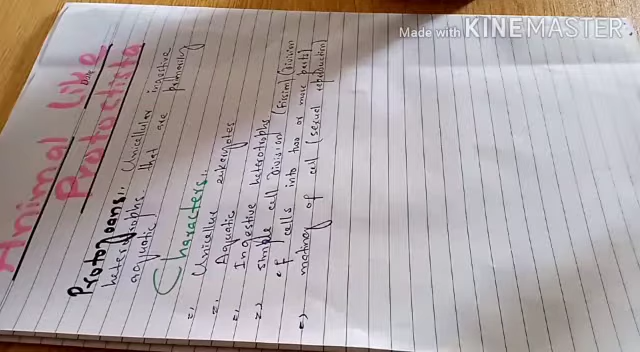 Made with KINEMASTER
Animal Like
Protoctista
Protozoans:, Unicellular ingestive
heterotrophs that are primarily
aquatic)
Characters:,
=, Unicellular
=, Aquatic eukaryotes
=, Ingestive heterotrophs
=) Simple cell Division (Fission) (Division
of cells into two or more parts)
=) mating of cell (sexual reproduction)